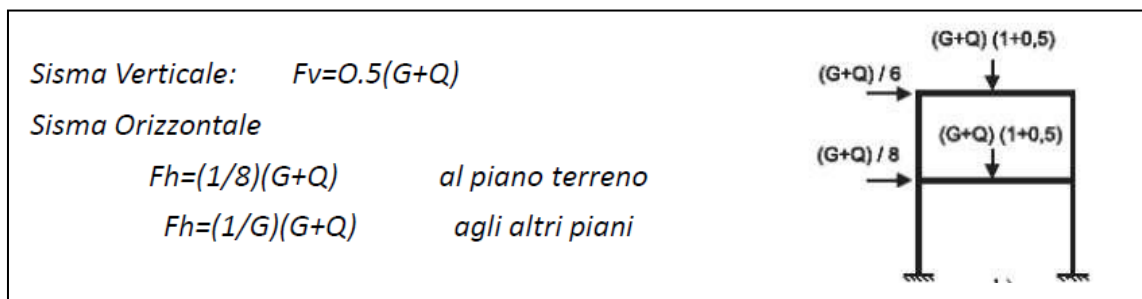 Sisma Verticale: Fv=O.5(G+Q)
Sisma Orizzontale
Fh=(1/8)(G+Q) al piano terreno
Fh=(1/G)(G+Q) agli altri piani
(G+Q) (1+0,5)
(G+Q) / 6
(G+Q) (1+0,5)
(G+Q) / 8